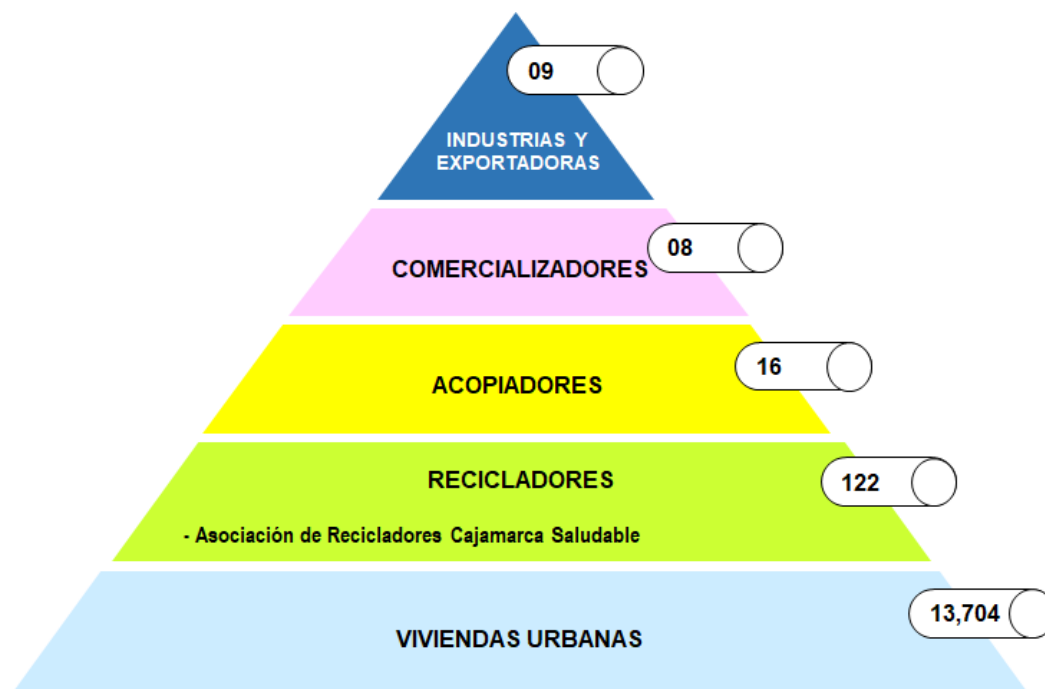 09
INDUSTRIAS Y
EXPORTADORAS
08
COMERCIALIZADORES
16
ACOPIADORES
RECICLADORES
122
- Asociación de Recicladores Cajamarca Saludable
13,704
VIVIENDAS URBANAS